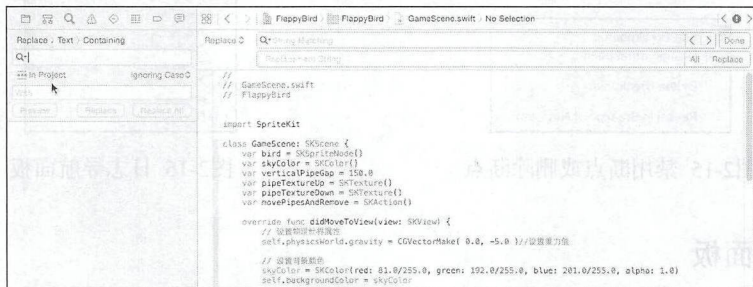 FlappyBird FlappyBird GameScene.swift No Selection
Replace Text Containing
Replace String Matching Done
Replacement String All Replace
In Project Ignoring Case
With
Preview Replace Replace All
//
// GameScene.swift
// FlappyBird
import SpriteKit
class GameScene: SKScene {
var bird = SKSpriteNode()
var skyColor = SKColor()
var verticalPipeGap = 150.0
var pipeTextureUp = SKTexture()
var pipeTextureDown = SKTexture()
var movePipesAndRemove = SKAction()
override func didMoveToView(view: SKView) {
// 设置物理世界属性
self.physicsWorld.gravity = CGVectorMake( 0.0, -5.0 )//设置重力值
// 设置背景颜色
skyColor = SKColor(red: 81.0/255.0, green: 192.0/255.0, blue: 201.0/255.0, alpha: 1.0)
self.backgroundColor = skyColor